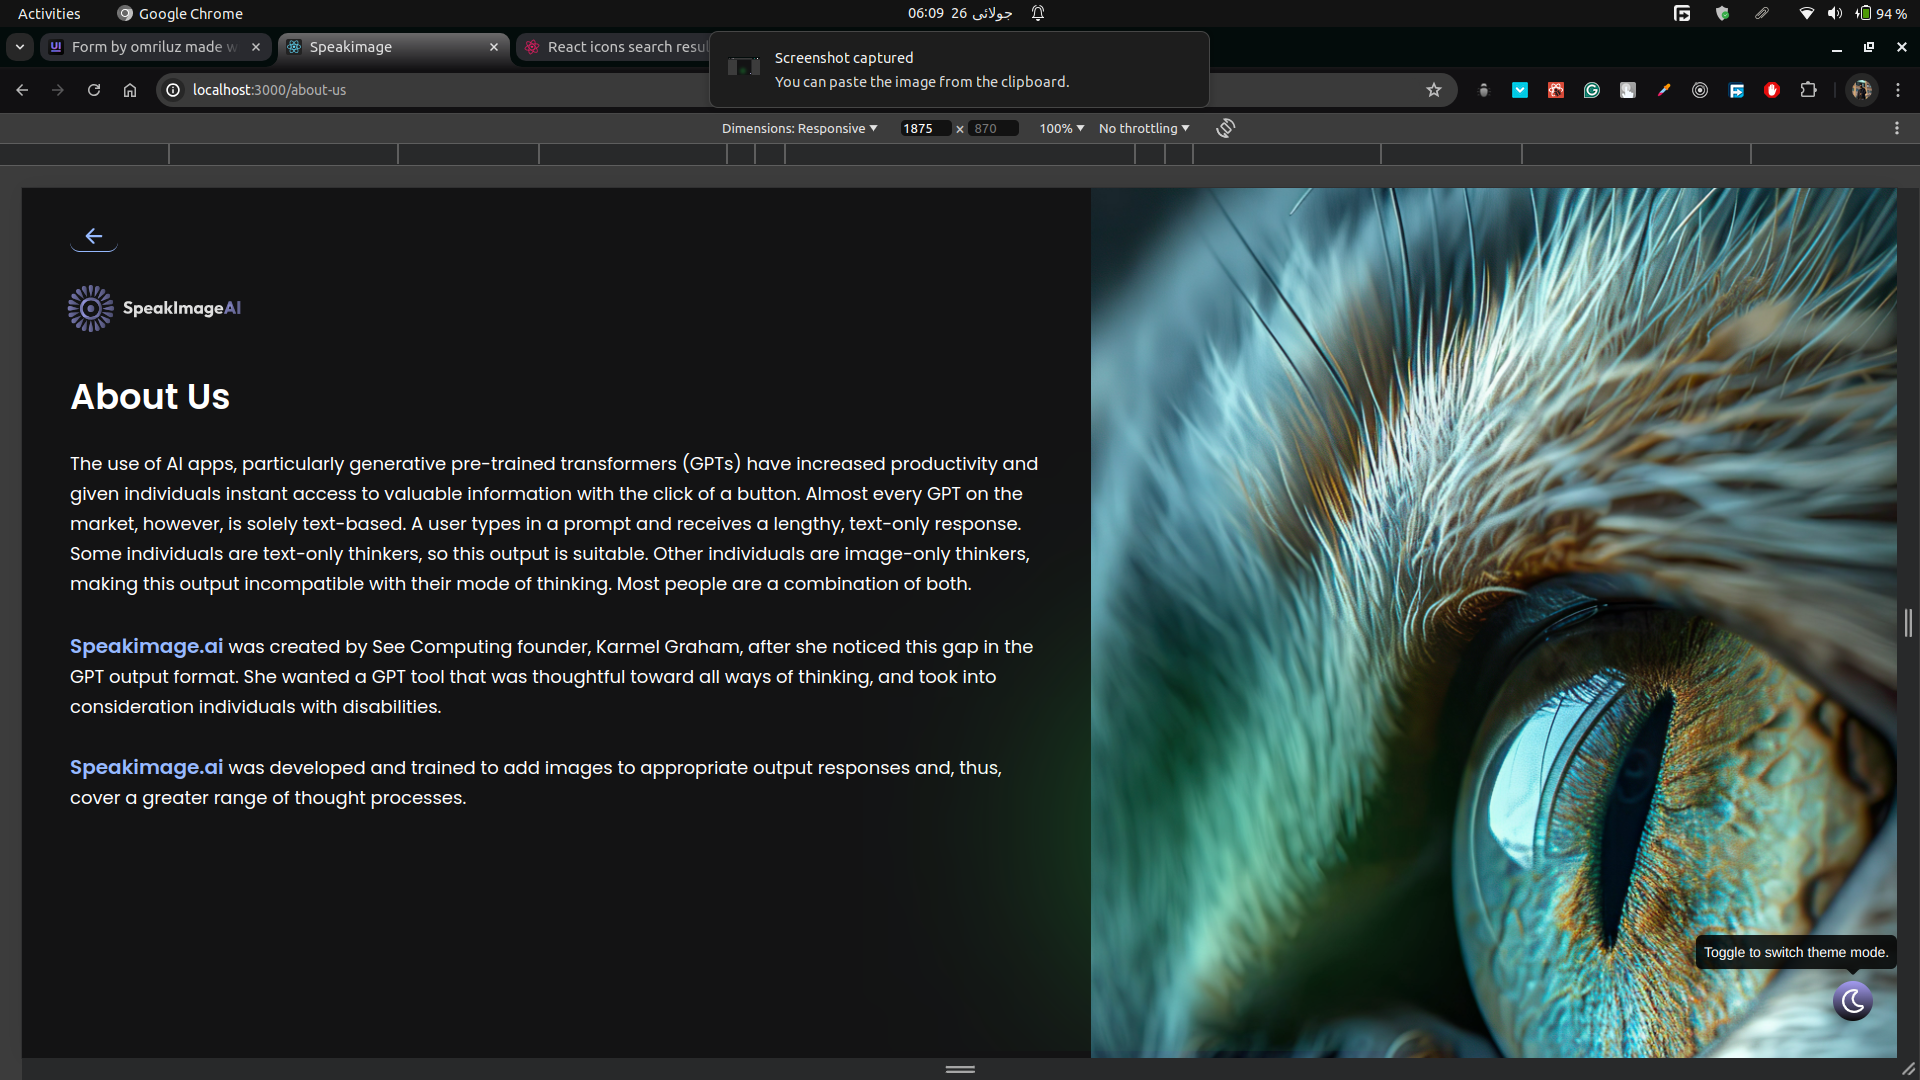 Activities
Google Chrome
06:09 26 جولائی
94 %
Form by omriluz made w
Speakimage
React icons search resul
Screenshot captured
You can paste the image from the clipboard.
localhost:3000/about-us
Dimensions: Responsive
1875 × 870
100%
No throttling
SpeakImageAI
About Us
The use of AI apps, particularly generative pre-trained transformers (GPTs) have increased productivity and
given individuals instant access to valuable information with the click of a button. Almost every GPT on the
market, however, is solely text-based. A user types in a prompt and receives a lengthy, text-only response.
Some individuals are text-only thinkers, so this output is suitable. Other individuals are image-only thinkers,
making this output incompatible with their mode of thinking. Most people are a combination of both.
Speakimage.ai was created by See Computing founder, Karmel Graham, after she noticed this gap in the
GPT output format. She wanted a GPT tool that was thoughtful toward all ways of thinking, and took into
consideration individuals with disabilities.
Speakimage.ai was developed and trained to add images to appropriate output responses and, thus,
cover a greater range of thought processes.
Toggle to switch theme mode.